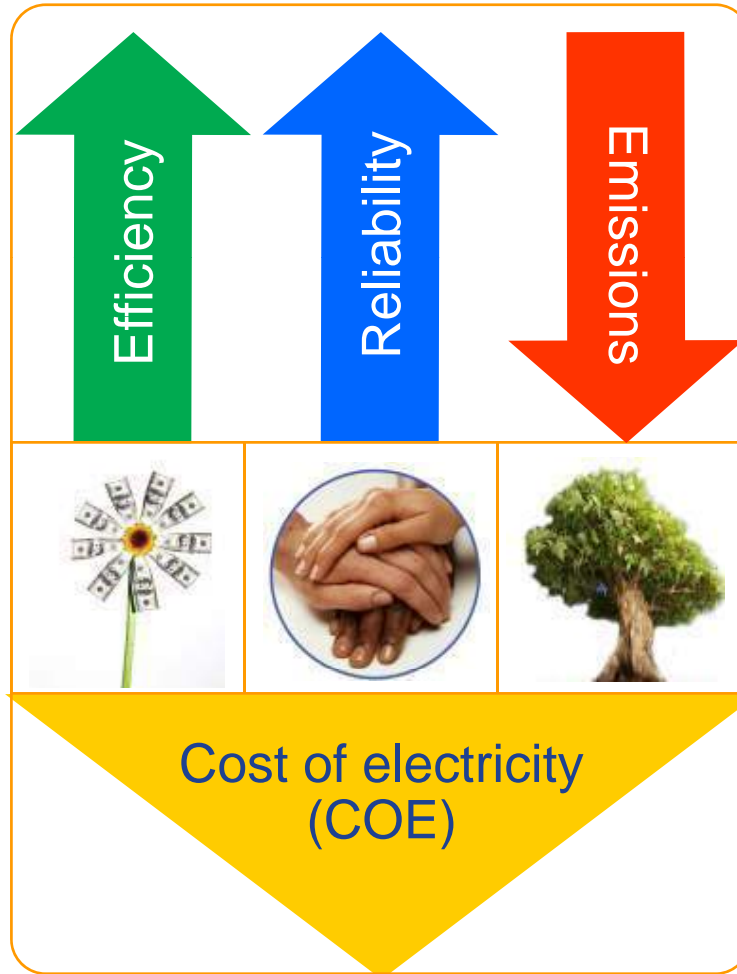 Efficiency
Reliability
Emissions
Cost of electricity
(COE)